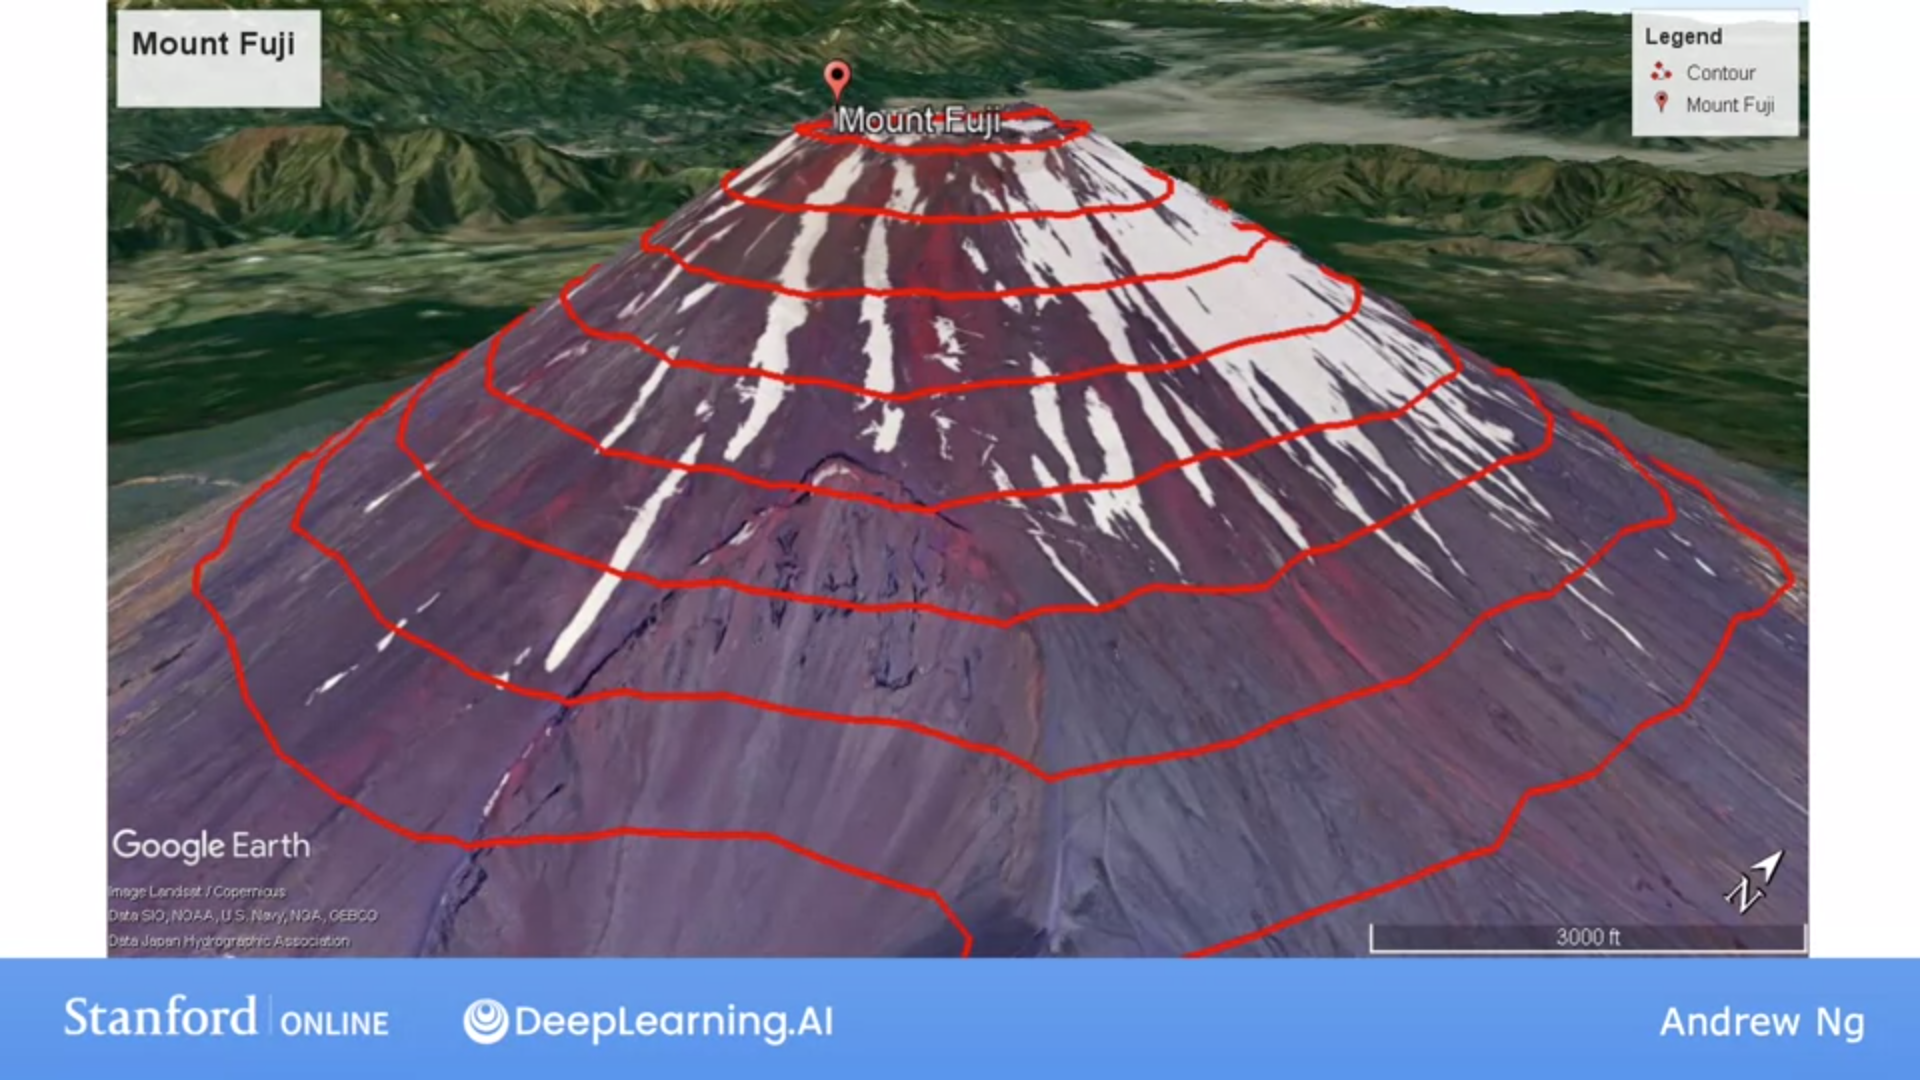 Mount Fuji
Legend
Contour
Mount Fuji
Mount Fuji
Google Earth
Image Landsat / Copernicus
Data SIO, NOAA, U.S. Navy, NGA, GEBCO
Data Japan Hydrographic Association
N
3000 ft
Stanford | ONLINE
DeepLearning.AI
Andrew Ng